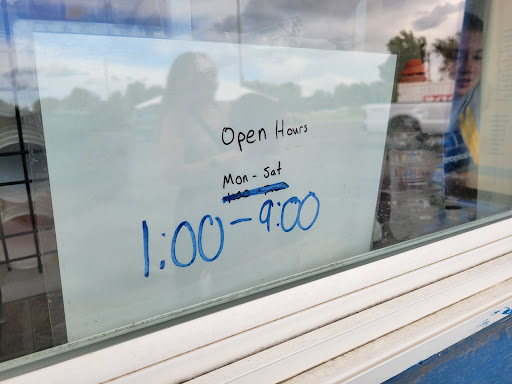 Open Hours
Mon - Sat
1:00 - 9:00